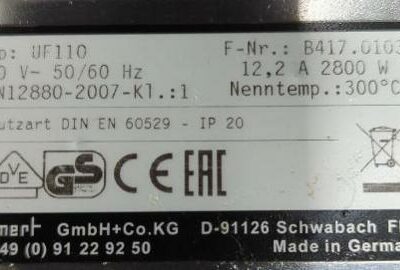 p: UF110 F-Nr.: B417.0103
0 V~ 50/60 Hz 12,2 A 2800 W
N12880-2007-Kl.:1 Nenntemp.:300°C
utzart DIN EN 60529 - IP 20
VDE GS CE EAC
mert GmbH+Co.KG D-91126 Schwabach F
49 (0) 91 22 92 50 Made in German